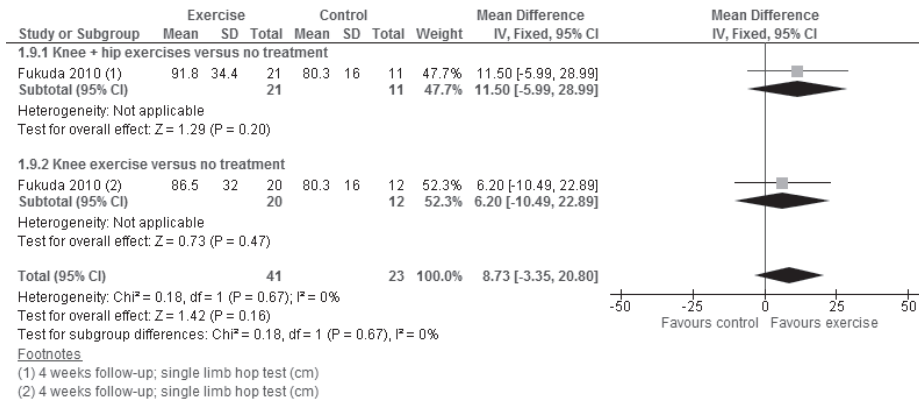 Exercise Control Mean Difference Mean Difference
Study or Subgroup Mean SD Total Mean SD Total Weight IV, Fixed, 95% CI IV, Fixed, 95% CI
1.9.1 Knee + hip exercises versus no treatment
Fukuda 2010 (1) 91.8 34.4 21 80.3 16 11 47.7% 11.50 [-5.99, 28.99]
Subtotal (95% CI) 21 11 47.7% 11.50 [-5.99, 28.99]
Heterogeneity: Not applicable
Test for overall effect: Z = 1.29 (P = 0.20)
1.9.2 Knee exercise versus no treatment
Fukuda 2010 (2) 86.5 32 20 80.3 16 12 52.3% 6.20 [-10.49, 22.89]
Subtotal (95% CI) 20 12 52.3% 6.20 [-10.49, 22.89]
Heterogeneity: Not applicable
Test for overall effect: Z = 0.73 (P = 0.47)
Total (95% CI) 41 23 100.0% 8.73 [-3.35, 20.80]
Heterogeneity: Chi² = 0.18, df = 1 (P = 0.67); I² = 0%
Test for overall effect: Z = 1.42 (P = 0.16)
Test for subgroup differences: Chi² = 0.18, df = 1 (P = 0.67), I² = 0%
-50 -25 0 25 50
Favours control Favours exercise
Footnotes
(1) 4 weeks follow-up; single limb hop test (cm)
(2) 4 weeks follow-up; single limb hop test (cm)